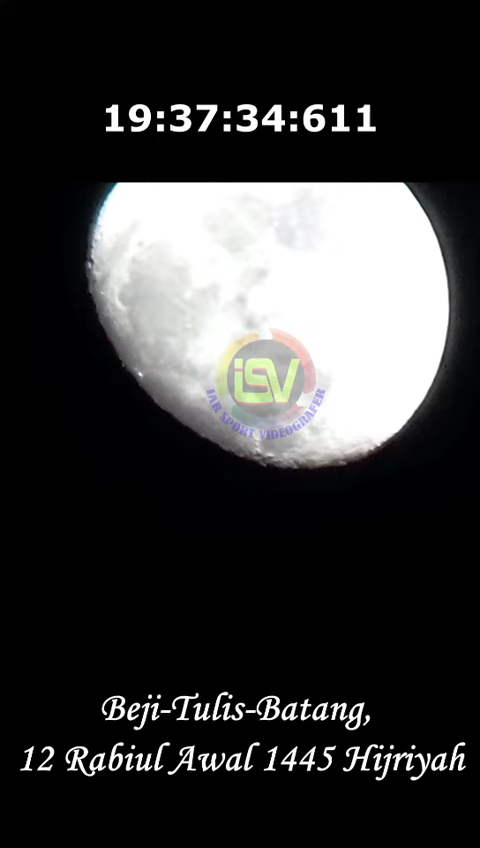 19:37:34:611
ISV
IAR SPORT VIDEOGRAFER
Beji-Tulis-Batang,
12 Rabiul Awal 1445 Hijriyah